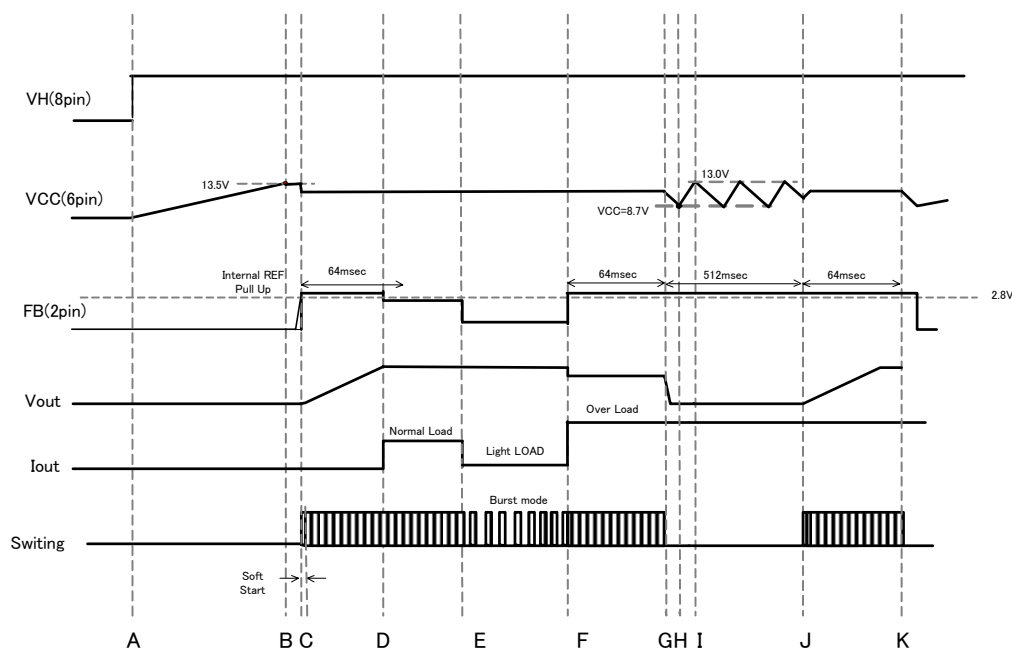 VH(8pin)
13.5V
13.0V
VCC(6pin)
VCC=8.7V
Internal REF
Pull Up
64msec
64msec
512msec
64msec
2.8V
FB(2pin)
Vout
Over Load
Normal Load
Light LOAD
Iout
Burst mode
Switing
Soft
Start
A B C D E F G H I J K